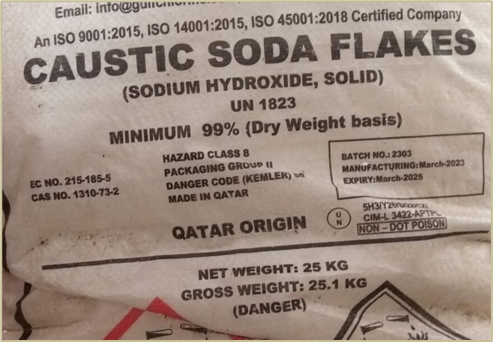 Email: info@gulfchlorine.
An ISO 9001:2015, ISO 14001:2015, ISO 45001:2018 Certified Company
CAUSTIC SODA FLAKES
(SODIUM HYDROXIDE, SOLID)
UN 1823
MINIMUM 99% (Dry Weight basis)
EC NO. 215-185-5
CAS NO. 1310-73-2
HAZARD CLASS 8
PACKAGING GROUP II
DANGER CODE (KEMLER)
MADE IN QATAR
BATCH NO.: 2303
MANUFACTURING: March-2023
EXPIRY: March-2025
QATAR ORIGIN
U
N
CIM-L 3422-APTPL
NON - DOT POISON
NET WEIGHT: 25 KG
GROSS WEIGHT: 25.1 KG
(DANGER)